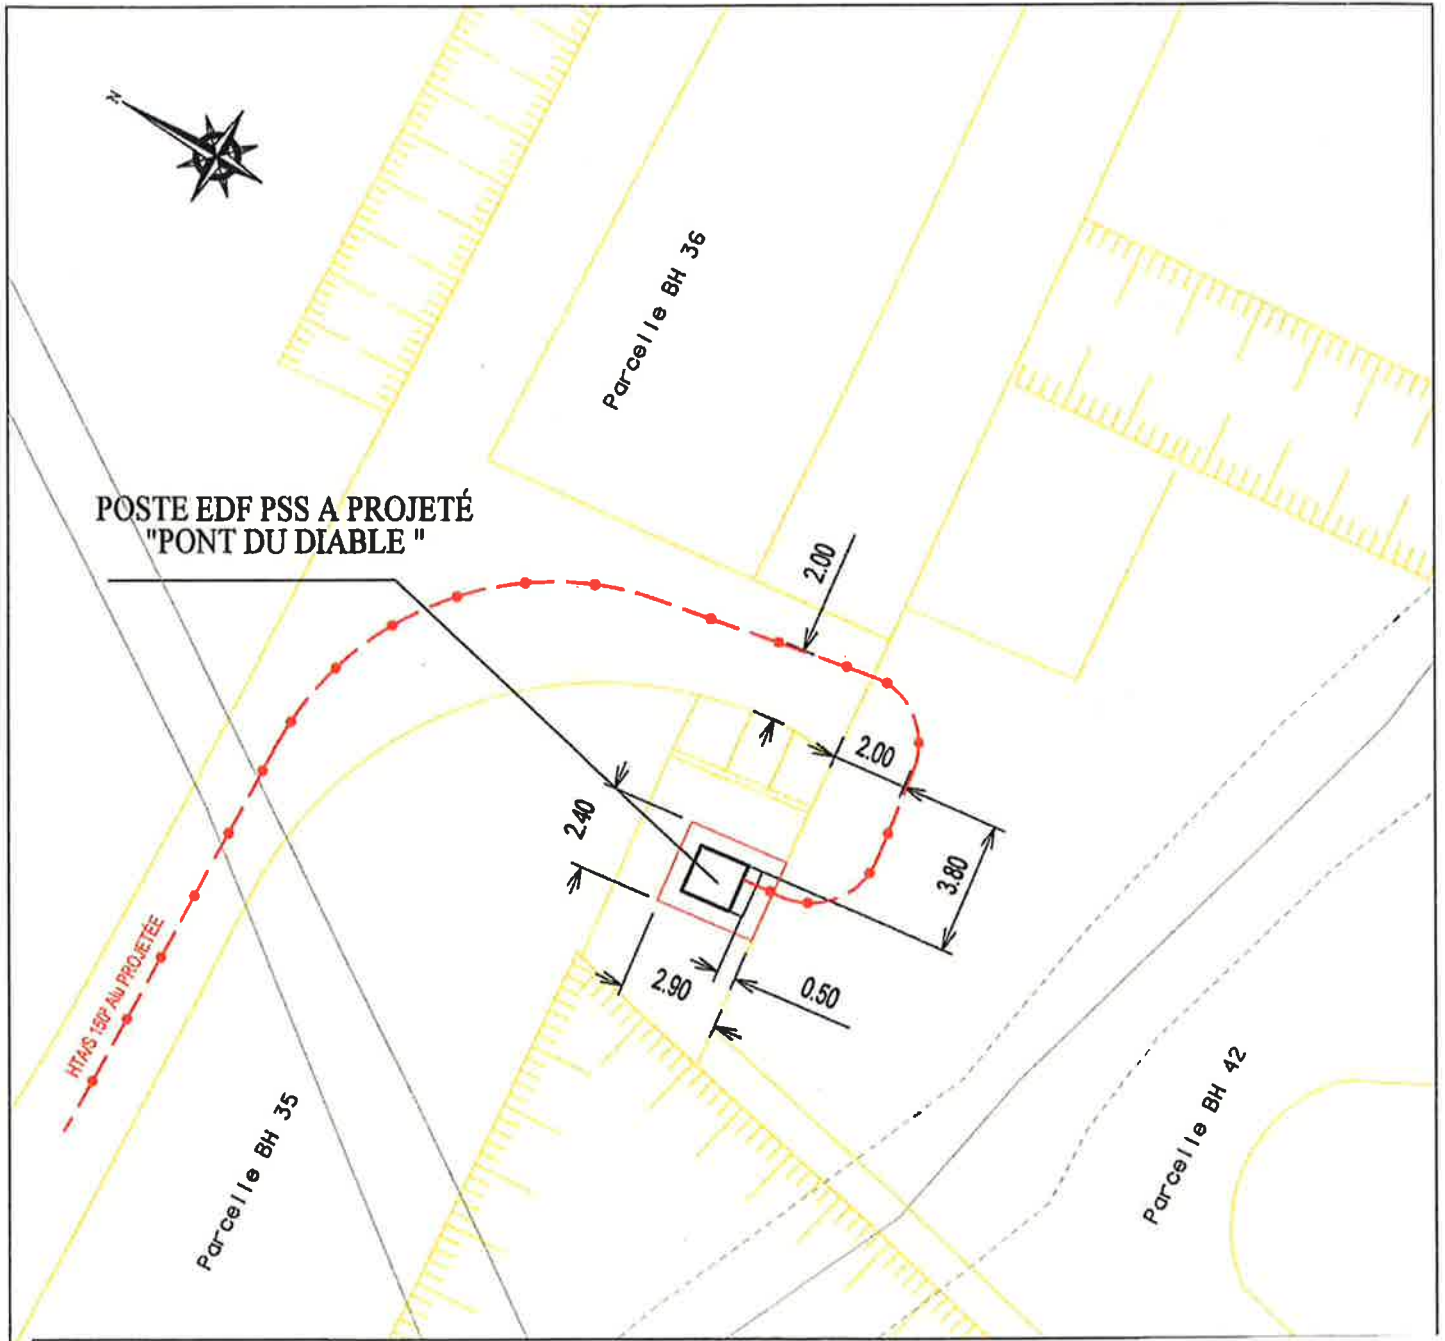 N
Parcelle BH 36
POSTE EDF PSS A PROJETÉ
"PONT DU DIABLE "
2.00
2.00
2.40
3.80
2.90
0.50
HTA/S 150² Alu PROJETÉE
Parcelle BH 35
Parcelle BH 42